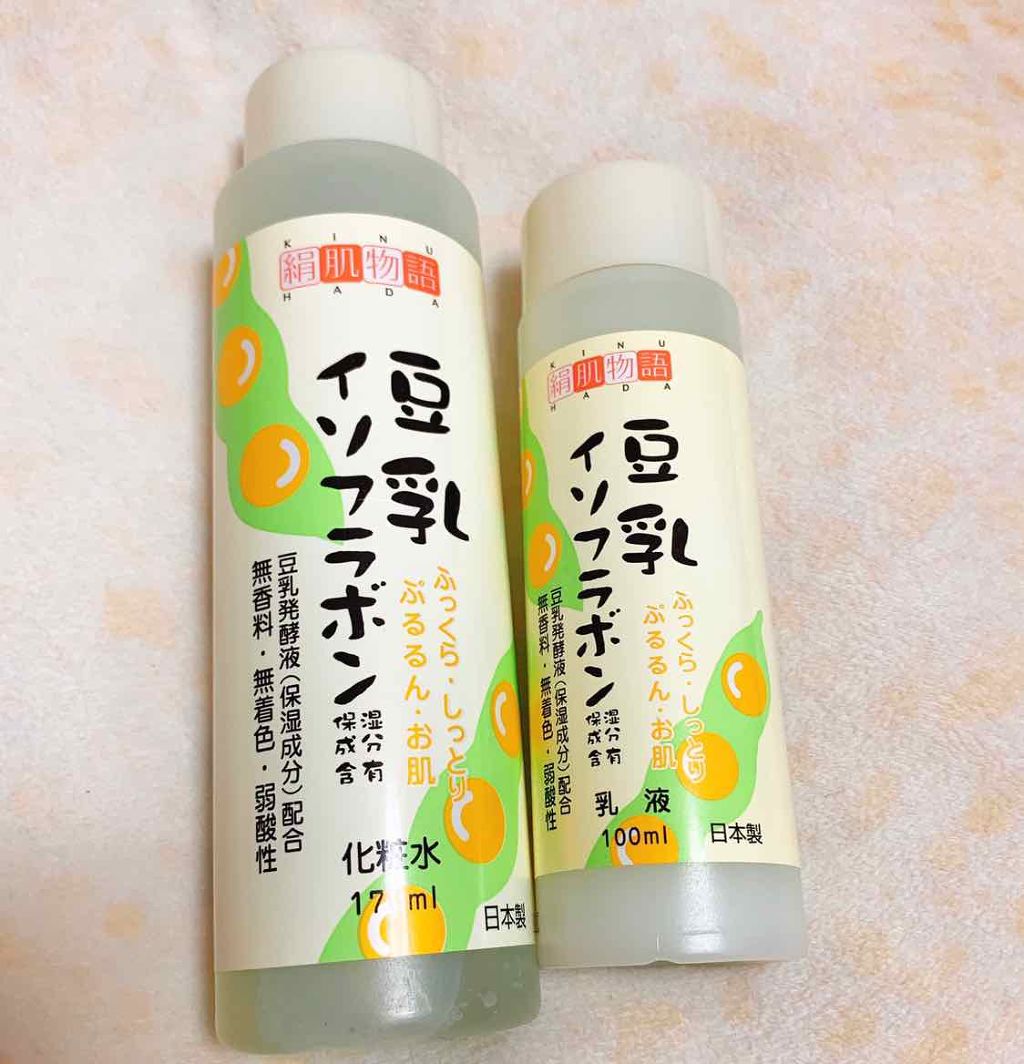 KINU
絹肌物語
HADA
豆乳
イソフラボン
保湿成分含有
ふっくら・しっとり
ぷるるん・お肌
豆乳発酵液（保湿成分）配合
無香料・無着色・弱酸性
化粧水
日本製
KINU
絹肌物語
HADA
豆乳
イソフラボン
保湿成分含有
ふっくら・しっとり
ぷるるん・お肌
豆乳発酵液（保湿成分）配合
無香料・無着色・弱酸性
乳液
100ml
日本製